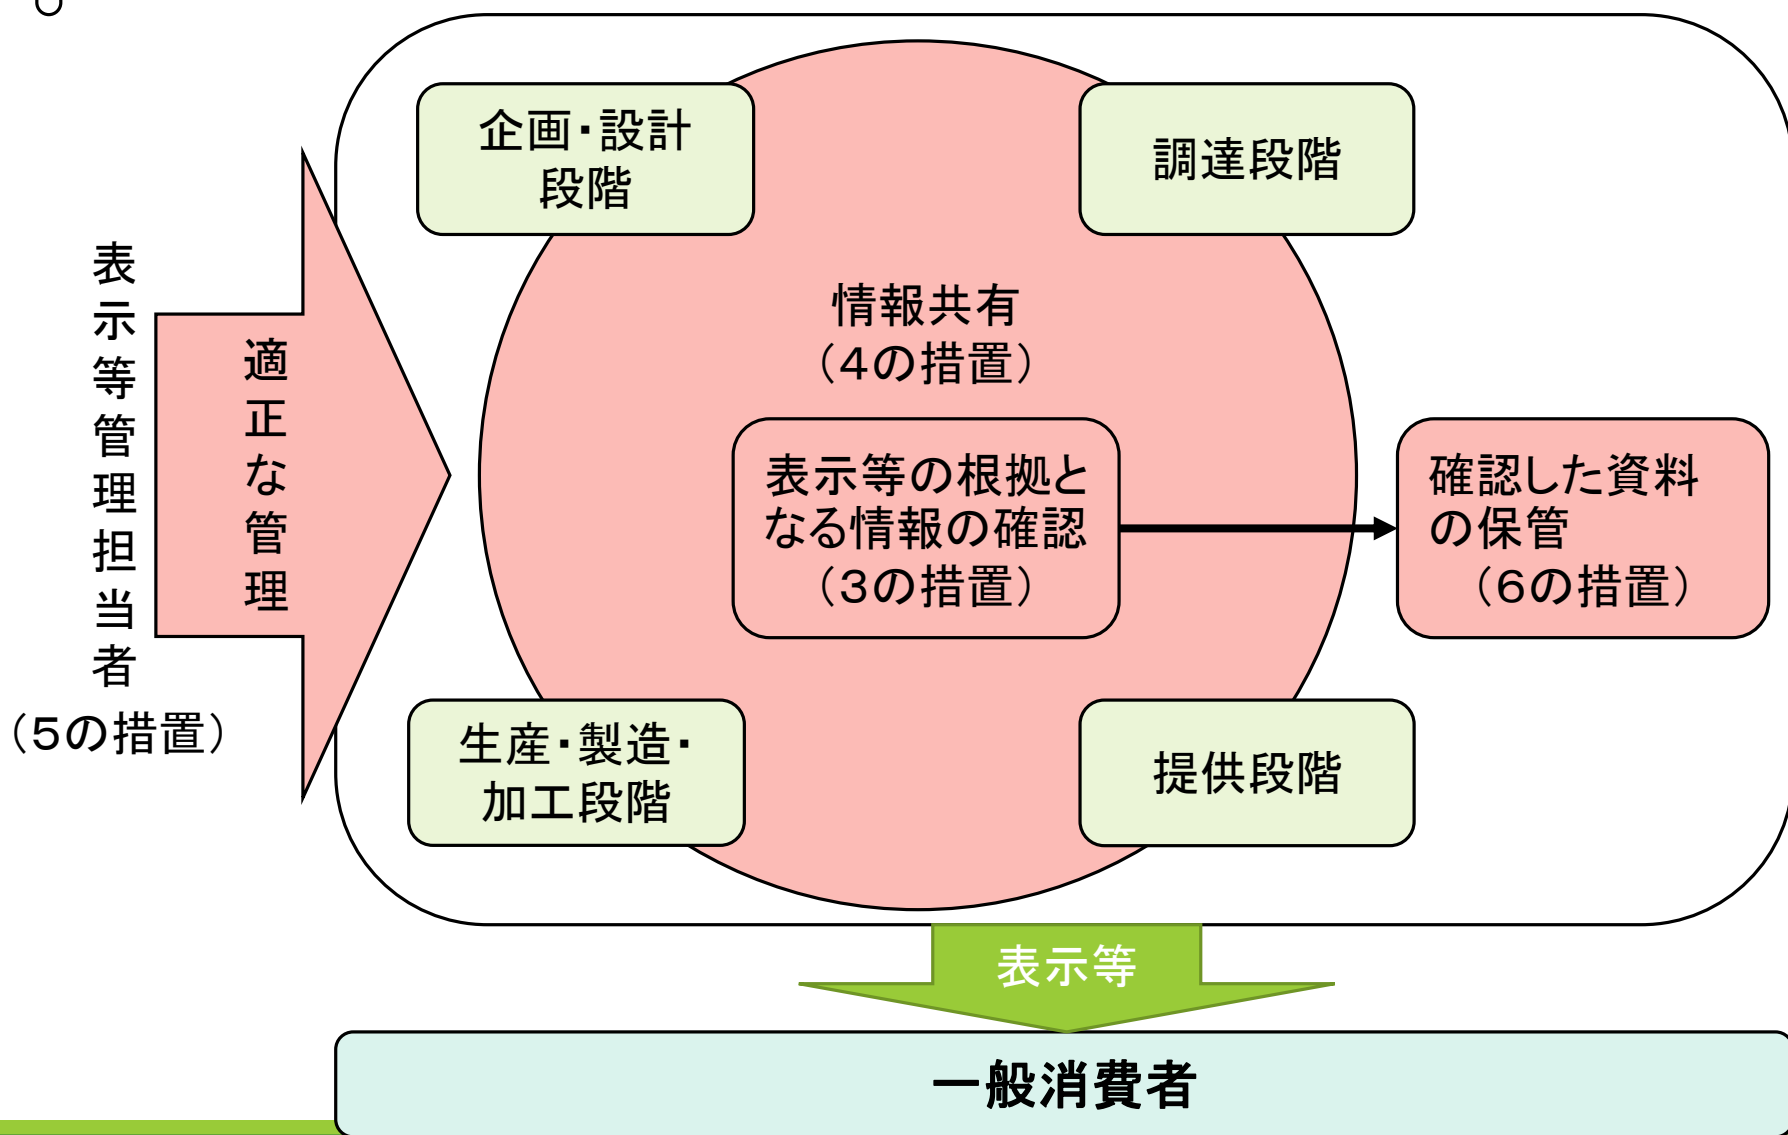 。
企画・設計
段階
調達段階
表示等管理担当者
（5の措置）
適正な管理
情報共有
（4の措置）
表示等の根拠と
なる情報の確認
（3の措置）
確認した資料
の保管
（6の措置）
生産・製造・
加工段階
提供段階
表示等
一般消費者